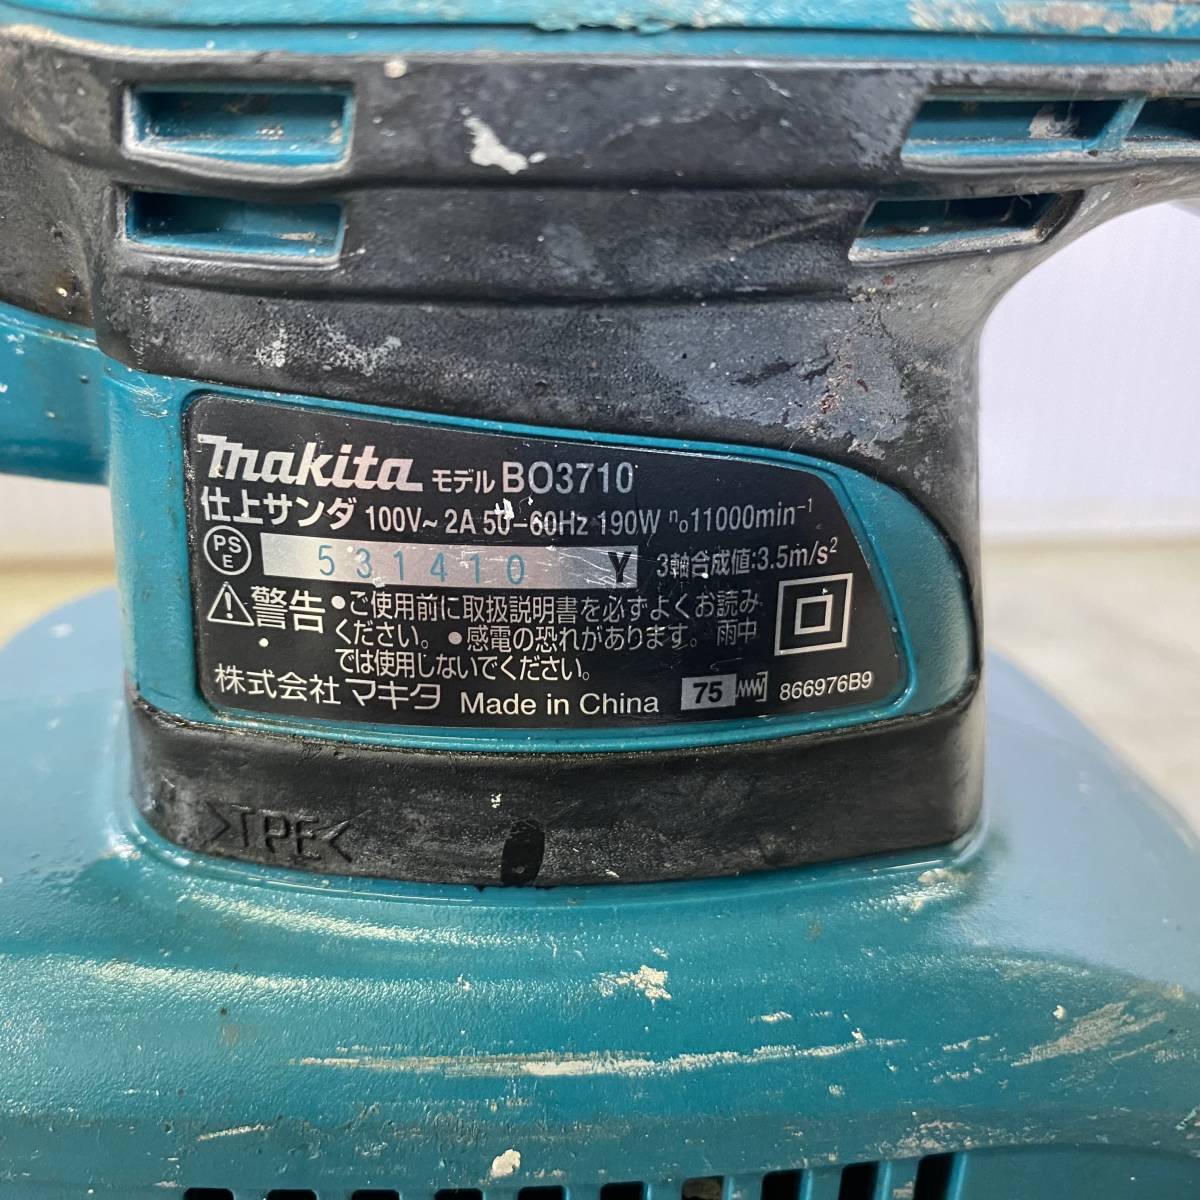 makita モデル BO3710
仕上サンダ 100V~ 2A 50-60Hz 190W n₀11000min⁻¹
PS E 531410 Y 3軸合成値:3.5m/s²
警告 •ご使用前に取扱説明書を必ずよくお読み
ください。 •感電の恐れがあります。 雨中
では使用しないでください。
株式会社 マキタ Made in China 75 866976B9
>TPE<